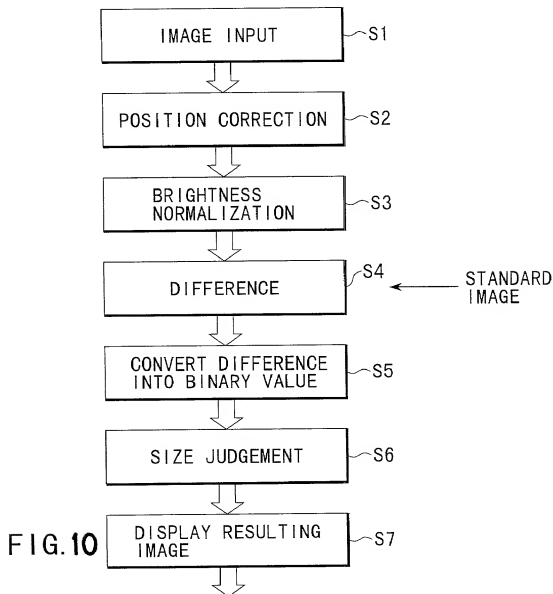 IMAGE INPUT
S1
POSITION CORRECTION
S2
BRIGHTNESS
NORMALIZATION
S3
DIFFERENCE
S4
STANDARD
IMAGE
CONVERT DIFFERENCE
INTO BINARY VALUE
S5
SIZE JUDGEMENT
S6
DISPLAY RESULTING
IMAGE
S7
FIG.10